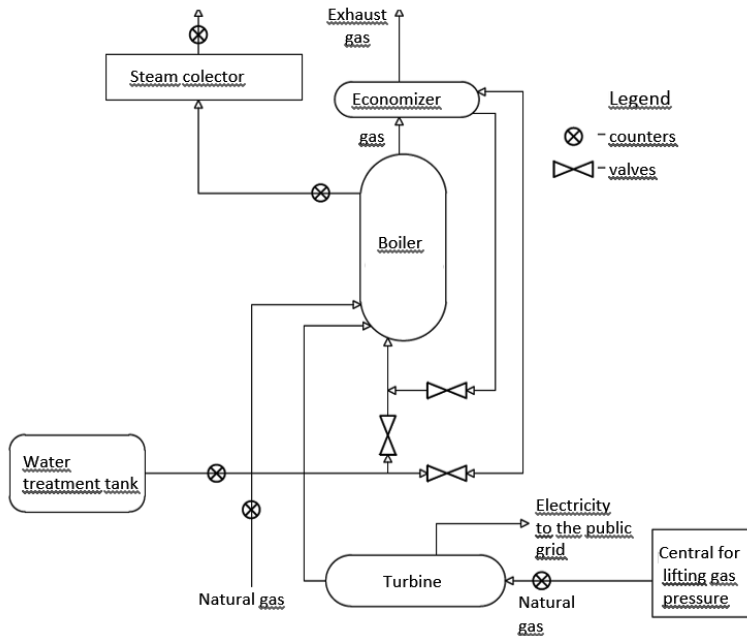 Exhaust
gas
Steam colector
Economizer
Legend
gas
– counters
– valves
Boiler
Water
treatment tank
Electricity
to the public
grid
Central for
lifting gas
pressure
Turbine
Natural gas
Natural
gas